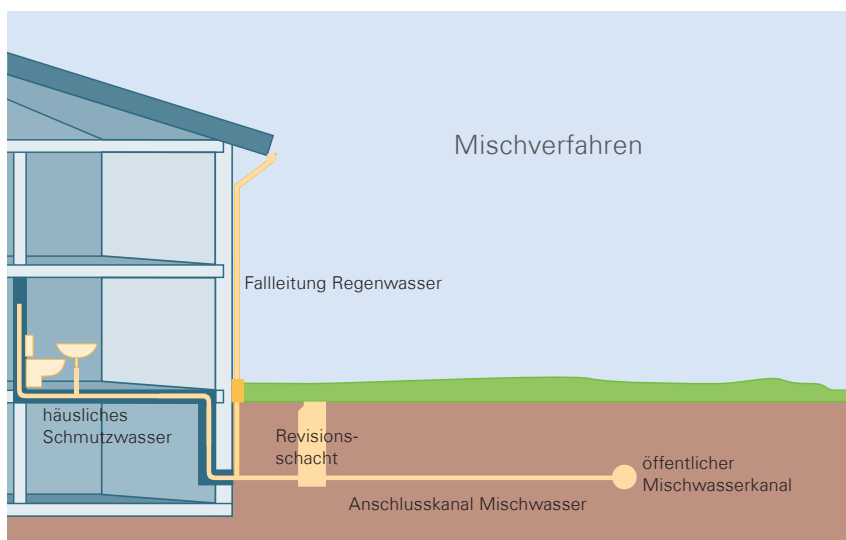 Mischverfahren
Fallleitung Regenwasser
häusliches
Schmutzwasser
Revisions-
schacht
öffentlicher
Mischwasserkanal
Anschlusskanal Mischwasser